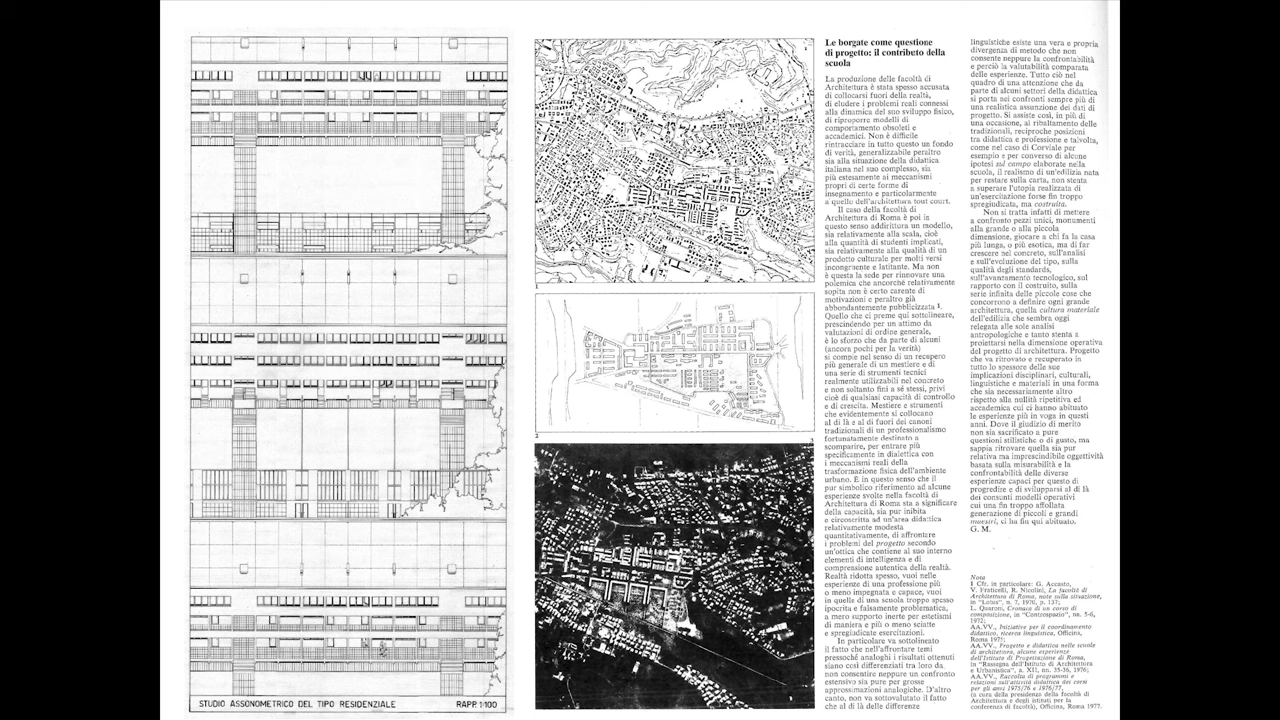 STUDIO ASSONOMETRICO DEL TIPO RESIDENZIALE
RAPP. 1:100
1
2
3
Le borgate come questione
di progetto: il contributo della
scuola
La produzione delle facoltà di
Architettura è stata spesso accusata
di collocarsi fuori della realtà,
di eludere i problemi reali connessi
alla dinamica del suo sviluppo fisico,
di riproporre modelli di
comportamento obsoleti e
accademici. Non è difficile
rintracciare in tutto questo un fondo
di verità, generalizzabile peraltro
sia alla situazione della didattica
italiana nel suo complesso, sia
più estesamente ai meccanismi
propri di certe forme di
insegnamento e particolarmente
a quello dell'architettura tout court.
Il caso della facoltà di
Architettura di Roma è poi in
questo senso addirittura un modello,
sia relativamente alla scala, cioè
alla quantità di studenti implicati,
sia relativamente alla qualità di un
prodotto culturale per molti versi
incongruente e latitante. Ma non
è questa la sede per rinnovare una
polemica che ancorché relativamente
sopita non è certo carente di
motivazioni e peraltro già
abbondantemente pubblicizzata 1.
Quello che ci preme qui sottolineare,
prescindendo per un attimo da
valutazioni di ordine generale,
è lo sforzo che da parte di alcuni
(ancora pochi per la verità)
si compie nel senso di un recupero
più generale di un mestiere e di
una serie di strumenti tecnici
realmente utilizzabili nel concreto
e non soltanto fini a sé stessi, privi
cioè di qualsiasi capacità di controllo
e di crescita. Mestiere e strumenti
che evidentemente si collocano
al di là e al di fuori dei canoni
tradizionali di un professionalismo
fortunatamente destinato a
scomparire, per entrare più
specificamente in dialettica con
i meccanismi reali della
trasformazione fisica dell'ambiente
urbano. È in questo senso che il
pur simbolico riferimento ad alcune
esperienze svolte nella facoltà di
Architettura di Roma sta a significare
della capacità, sia pur inibita
e circoscritta ad un'area didattica
relativamente modesta
quantitativamente, di affrontare
i problemi del progetto secondo
un'ottica che contiene al suo interno
elementi di intelligenza e di
comprensione autentica della realtà.
Realtà ridotta spesso, vuoi nelle
esperienze di una professione più
o meno impegnata e capace, vuoi
in quelle di una scuola troppo spesso
ipocrita e falsamente problematica,
a mero supporto inerte per estetismi
di maniera e più o meno sciatte
e spregiudicate esercitazioni.
In particolare va sottolineato
il fatto che nell'affrontare temi
pressoché analoghi i risultati ottenuti
siano così differenziati tra loro da
non consentire neppure un confronto
estensivo sia pure per grosse
approssimazioni analogiche. D'altro
canto, non va sottovalutato il fatto
che al di là delle differenze
linguistiche esiste una vera e propria
divergenza di metodo che non
consente neppure la confrontabilità
e perciò la valutabilità comparata
delle esperienze. Tutto ciò nel
quadro di una attenzione che da
parte di alcuni settori della didattica
si porta nei confronti sempre più di
una realistica assunzione dei dati di
progetto. Si assiste così, in più di
una occasione, al ribaltamento delle
tradizionali, reciproche posizioni
tra didattica e professione e talvolta,
come nel caso di Corviale per
esempio e per converso di alcune
ipotesi sul campo elaborate nella
scuola, il realismo di un'edilizia nata
per restare sulla carta, non stenta
a superare l'utopia realizzata di
un'esercitazione forse fin troppo
spregiudicata, ma costruita.
Non si tratta infatti di mettere
a confronto pezzi unici, monumenti
alla grande o alla piccola
dimensione, giocare a chi fa la casa
più lunga, o più esotica, ma di far
crescere nel concreto, sull'analisi
e sull'evoluzione del tipo, sulla
qualità degli standards,
sull'avanzamento tecnologico, sul
rapporto con il costruito, sulla
serie infinita delle piccole cose che
concorrono a definire ogni grande
architettura, quella cultura materiale
dell'edilizia che sembra oggi
relegata alle sole analisi
antropologiche e tanto stenta a
proiettarsi nella dimensione operativa
del progetto di architettura. Progetto
che va ritrovato e recuperato in
tutto lo spessore delle sue
implicazioni disciplinari, culturali,
linguistiche e materiali in una forma
che sia necessariamente altro
rispetto alla nullità ripetitiva ed
accademica cui ci hanno abituato
le esperienze più in voga in questi
anni. Dove il giudizio di merito
non sia sacrificato a pure
questioni stilistiche o di gusto, ma
sappia ritrovare quella sia pur
relativa ma imprescindibile oggettività
basata sulla misurabilità e la
confrontabilità delle diverse
esperienze capaci per questo di
progredire e di svilupparsi al di là
dei consunti modelli operativi
cui una fin troppo affollata
generazione di piccoli e grandi
maestri, ci ha fin qui abituato.
G. M.
Nota
1 Cfr. in particolare: G. Accasto,
V. Fraticelli, R. Nicolini, La facoltà di
Architettura di Roma, note sulla situazione,
in "Lotus", n. 7, 1970, p. 137;
L. Quaroni, Cronaca di un corso di
composizione, in "Controspazio", nn. 5-6,
1972;
AA.VV., Iniziative per il coordinamento
didattico, ricerca linguistica, Officina,
Roma 1975;
AA.VV., Progetto e didattica nelle scuole
di architettura, alcune esperienze
dell'Istituto di Progettazione di Roma,
in "Rassegna dell'Istituto di Architettura
e Urbanistica", a. XII, nn. 35-36, 1976;
AA.VV., Raccolta di programmi e
relazioni sull'attività didattica dei corsi
per gli anni 1975/76 e 1976/77,
(a cura della presidenza della facoltà di
Architettura e degli istituti per la
conferenza di facoltà), Officina, Roma 1977.